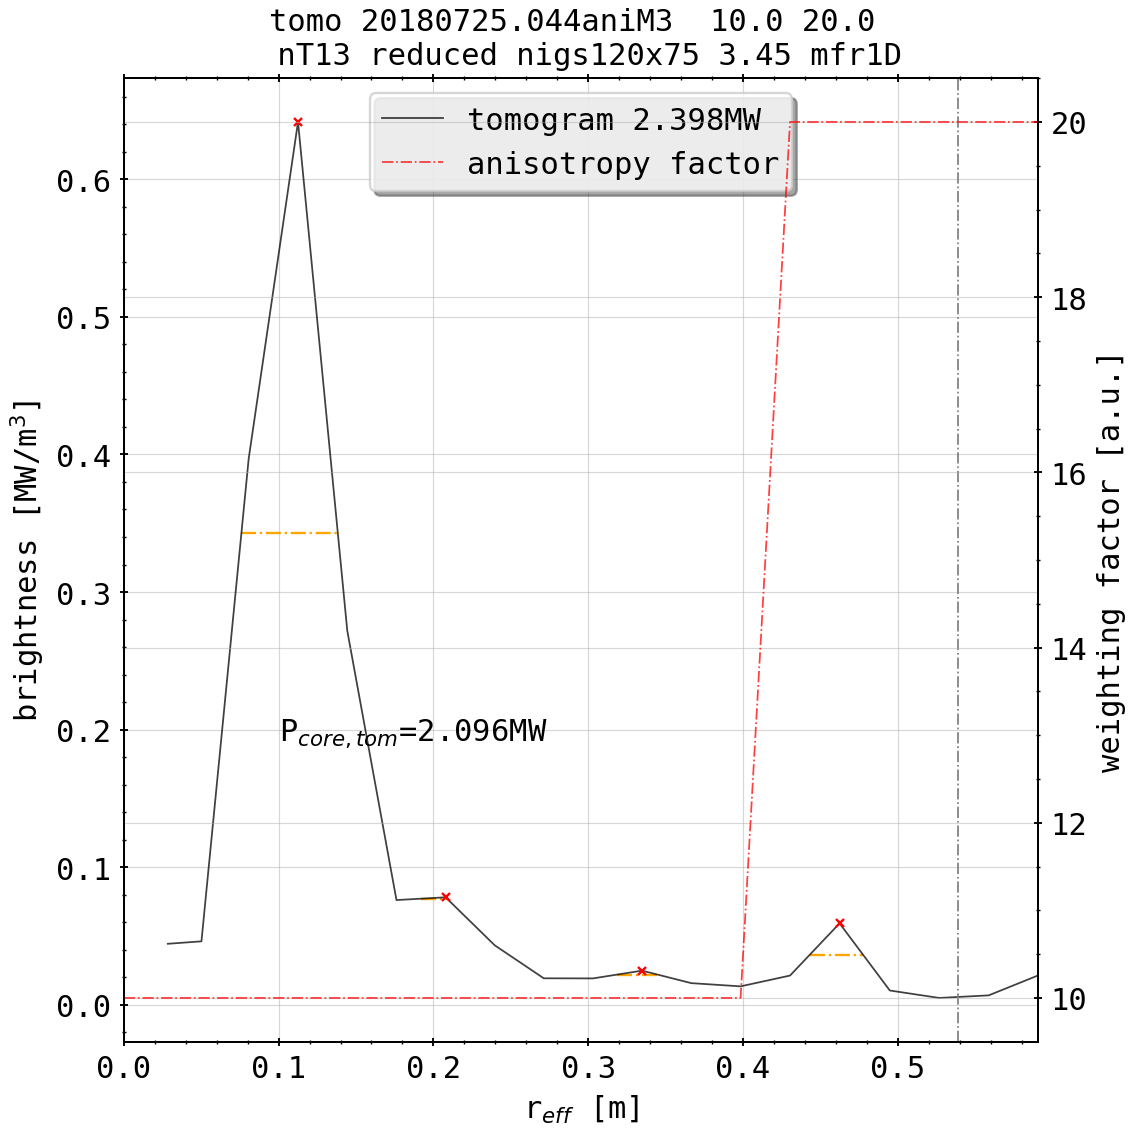 tomo 20180725.044aniM3  10.0 20.0
nT13 reduced nigs120x75 3.45 mfr1D
tomogram 2.398MW
anisotropy factor
brightness [MW/m³]
0.6
0.5
0.4
0.3
0.2
0.1
0.0
P_core,tom=2.096MW
20
18
16
14
12
10
weighting factor [a.u.]
0.0 0.1 0.2 0.3 0.4 0.5
r_eff [m]